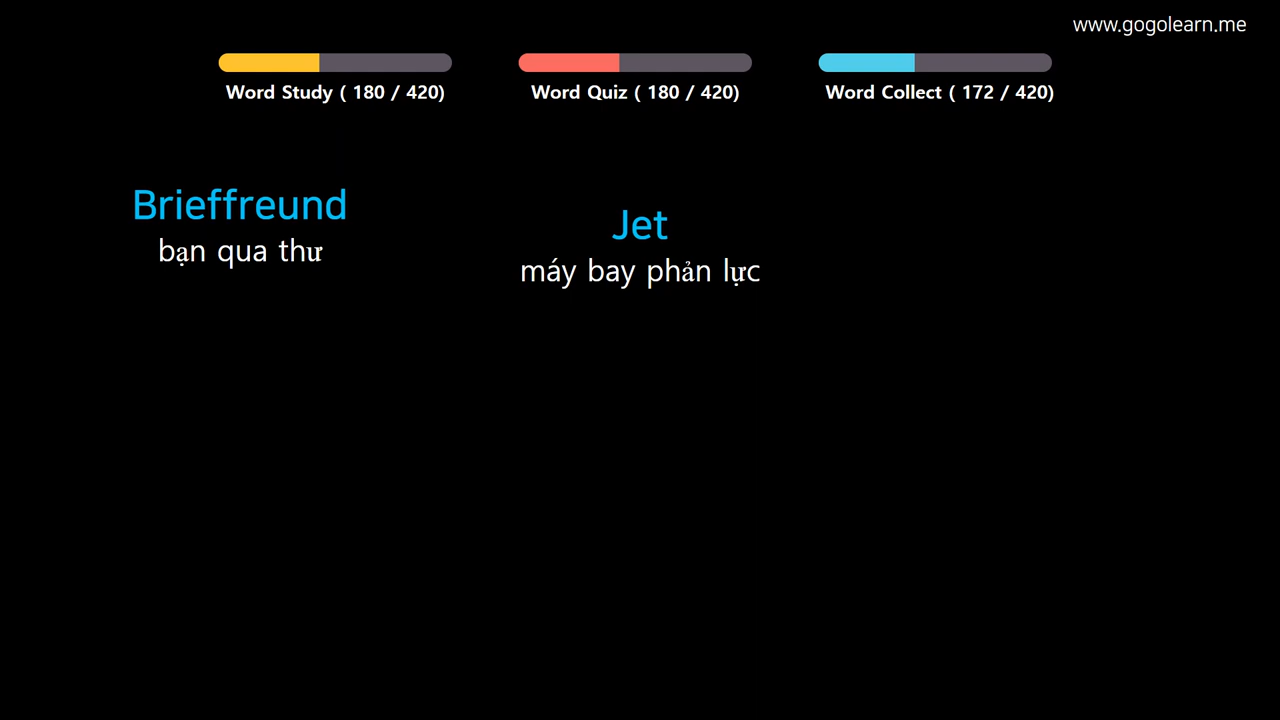 www.gogolearn.me
Word Study ( 180 / 420)
Word Quiz ( 180 / 420)
Word Collect ( 172 / 420)
Brieffreund
bạn qua thư
Jet
máy bay phản lực